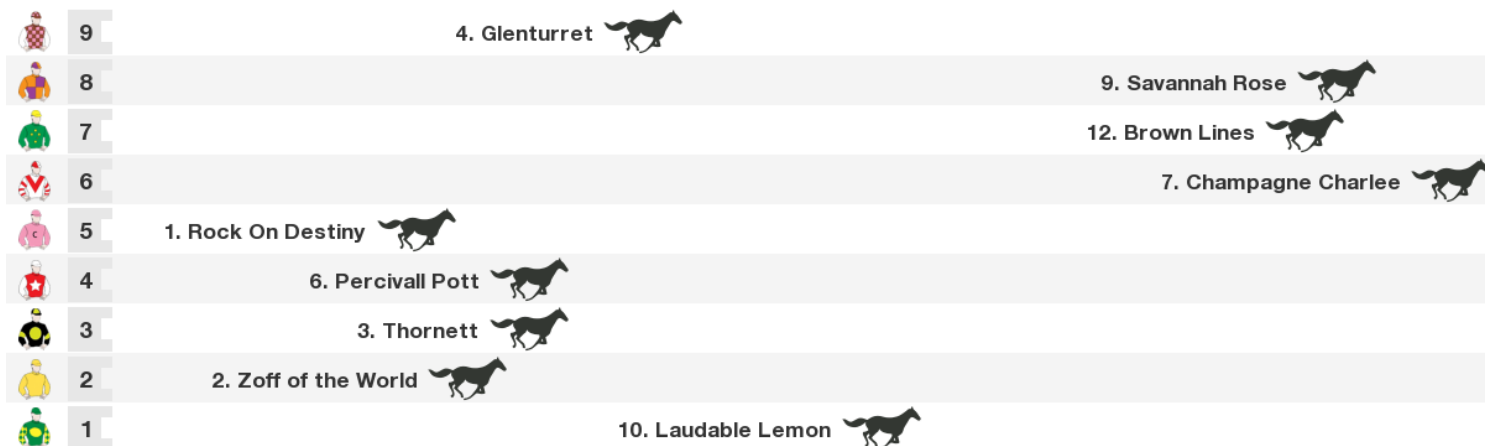 9 4. Glenturret
8 9. Savannah Rose
7 12. Brown Lines
6 7. Champagne Charlee
5 1. Rock On Destiny
4 6. Percivall Pott
3 3. Thornett
2 2. Zoff of the World
1 10. Laudable Lemon